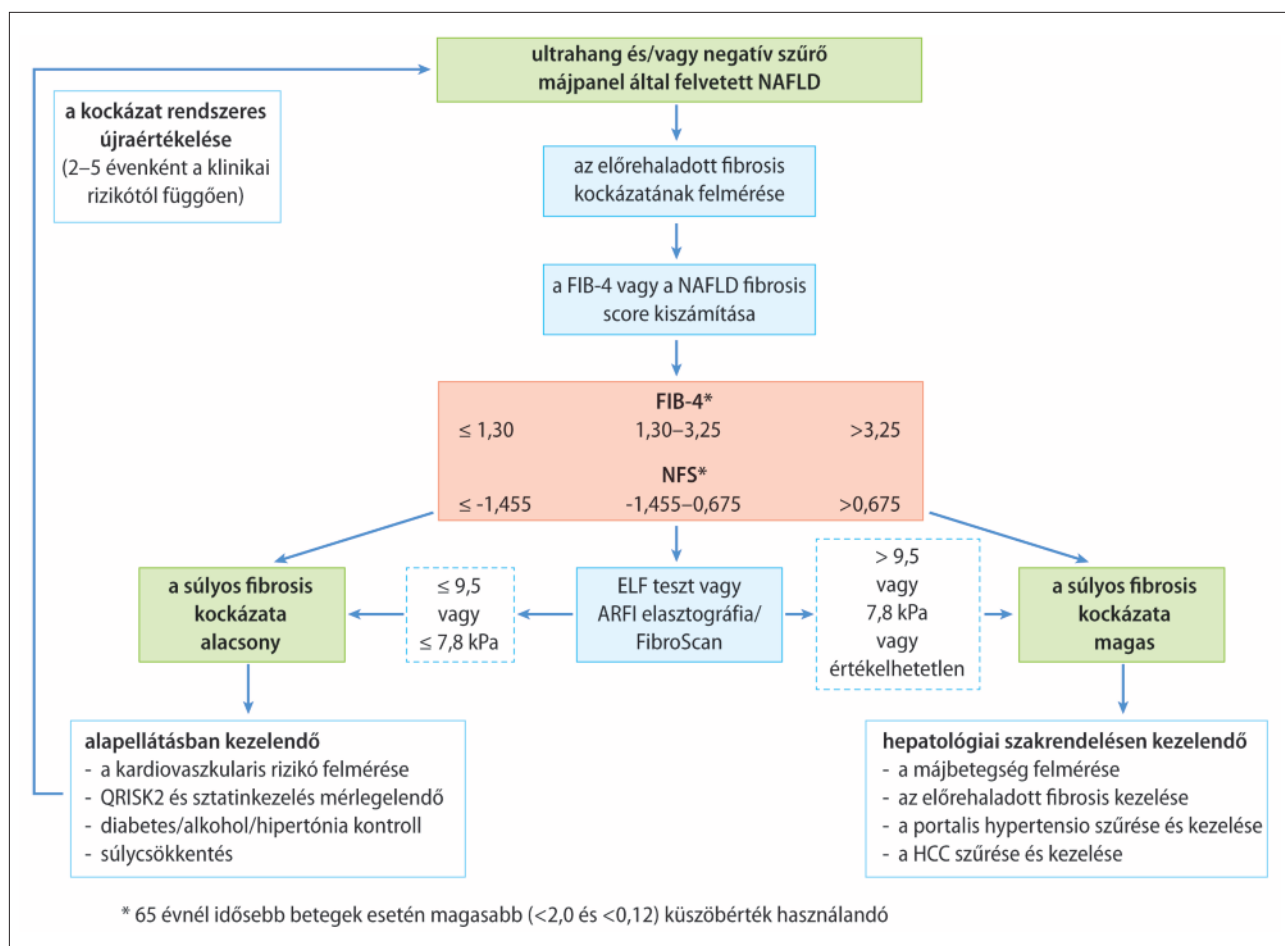 ultrahang és/vagy negatív szűrő
májpanel által felvetett NAFLD
a kockázat rendszeres
újraértékelése
(2–5 évenként a klinikai
rizikótól függően)
az előrehaladott fibrosis
kockázatának felmérése
a FIB-4 vagy a NAFLD fibrosis
score kiszámítása
FIB-4*
≤ 1,30 1,30–3,25 >3,25
NFS*
≤ -1,455 -1,455–0,675 >0,675
a súlyos fibrosis
kockázata
alacsony
≤ 9,5
vagy
≤ 7,8 kPa
ELF teszt vagy
ARFI elasztográfia/
FibroScan
> 9,5
vagy
7,8 kPa
vagy
értékelhetetlen
a súlyos fibrosis
kockázata
magas
alapellátásban kezelendő
- a kardiovaszkularis rizikó felmérése
- QRISK2 és sztatinkezelés mérlegelendő
- diabetes/alkohol/hipertónia kontroll
- súlycsökkentés
hepatológiai szakrendelésen kezelendő
- a májbetegség felmérése
- az előrehaladott fibrosis kezelése
- a portalis hypertensio szűrése és kezelése
- a HCC szűrése és kezelése
* 65 évnél idősebb betegek esetén magasabb (<2,0 és <0,12) küszöbérték használandó